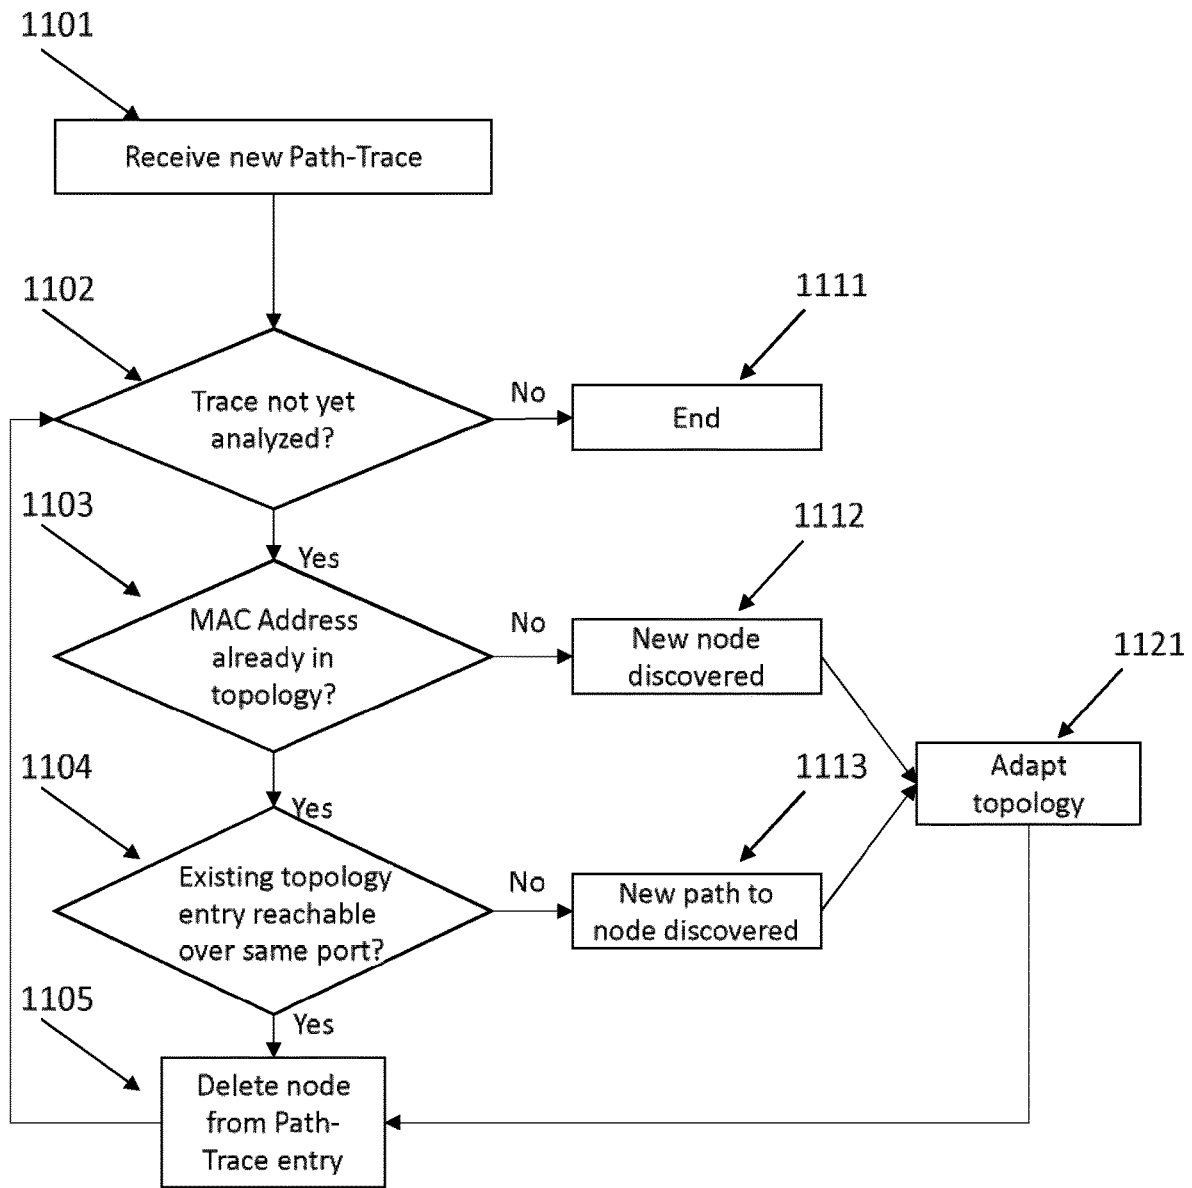 1101
Receive new Path-Trace
1102
1111
Trace not yet
analyzed?
No
End
1103
Yes
1112
MAC Address
already in
topology?
No
New node
discovered
1121
1104
Yes
1113
Adapt
topology
Existing topology
entry reachable
over same port?
No
New path to
node discovered
1105
Yes
Delete node
from Path-
Trace entry